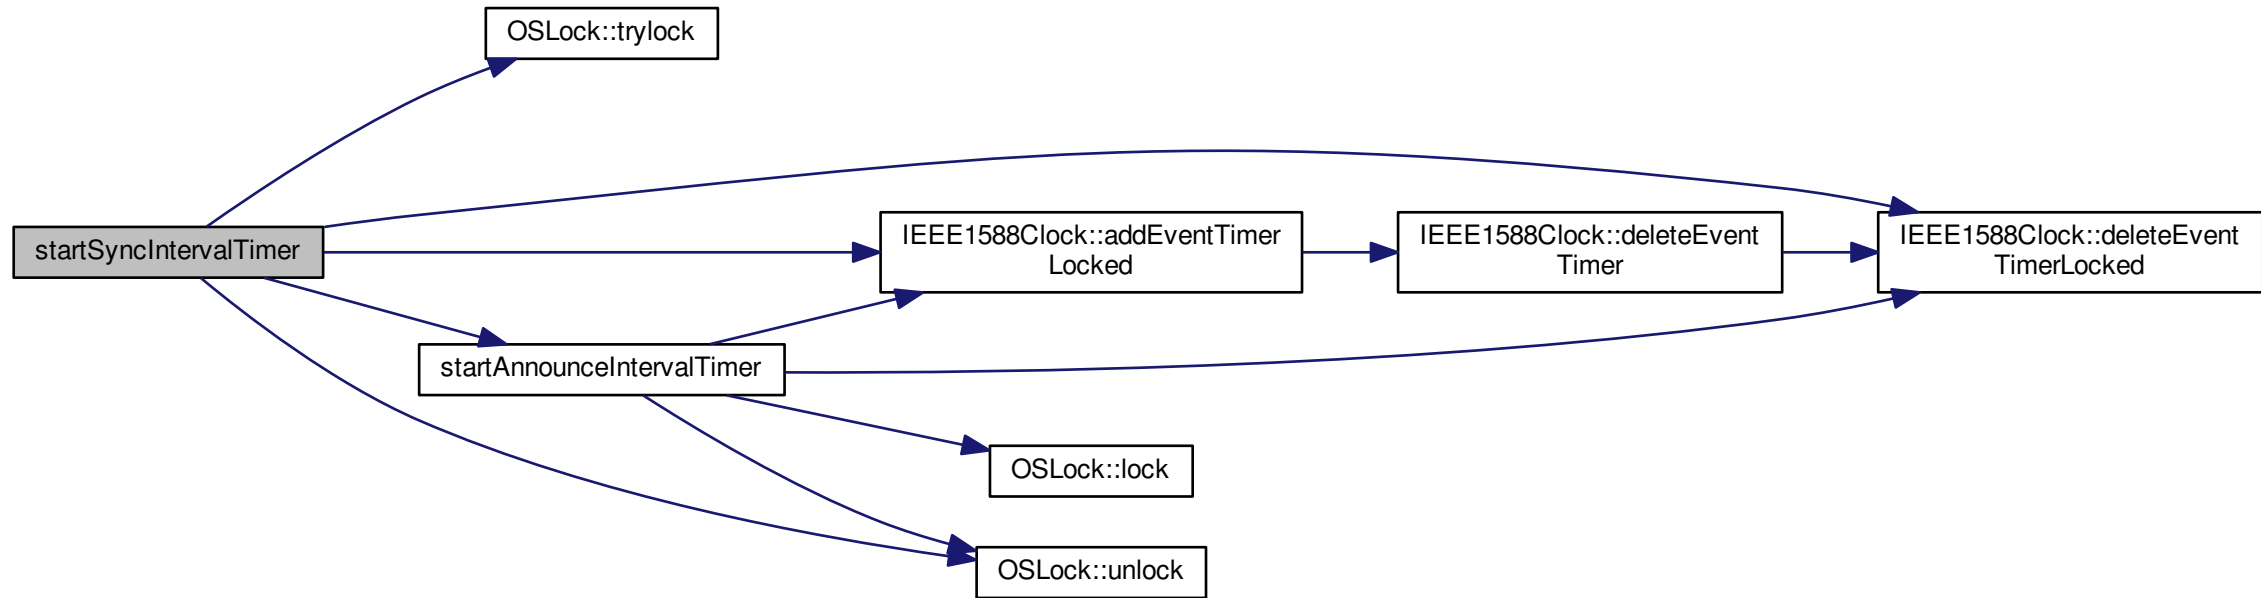 OSLock::trylock
startSyncIntervalTimer
IEEE1588Clock::addEventTimer
Locked
IEEE1588Clock::deleteEvent
Timer
IEEE1588Clock::deleteEvent
TimerLocked
startAnnounceIntervalTimer
OSLock::lock
OSLock::unlock